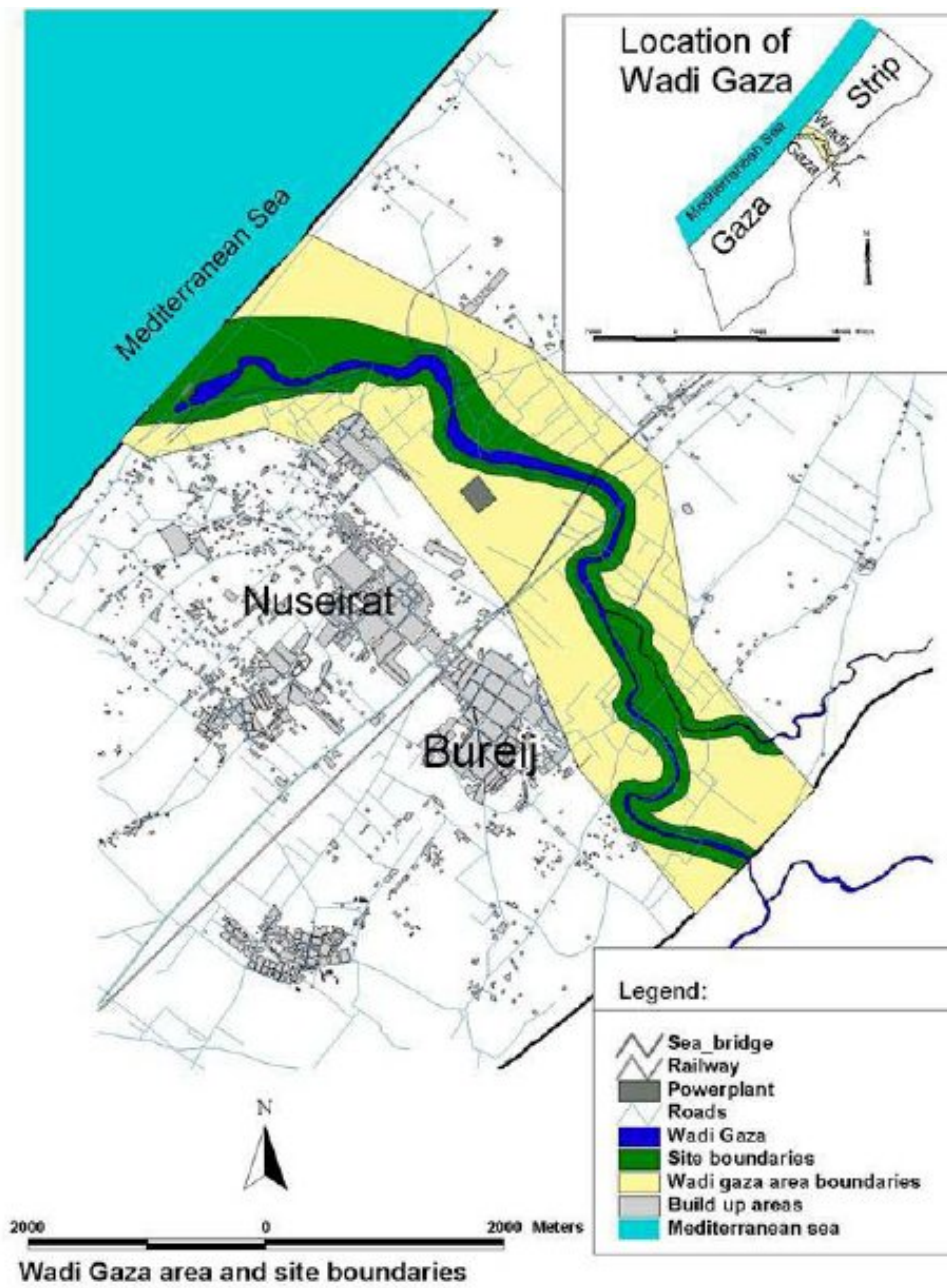 Location of
Wadi Gaza
Strip
Wadi
Gaza
Mediterranean Sea
Gaza
N
Mediterranean Sea
Nuseirat
Bureij
Legend:
Sea_bridge
Railway
Powerplant
Roads
Wadi Gaza
Site boundaries
Wadi gaza area boundaries
Build up areas
Mediterranean sea
N
2000 0 2000 Meters
Wadi Gaza area and site boundaries